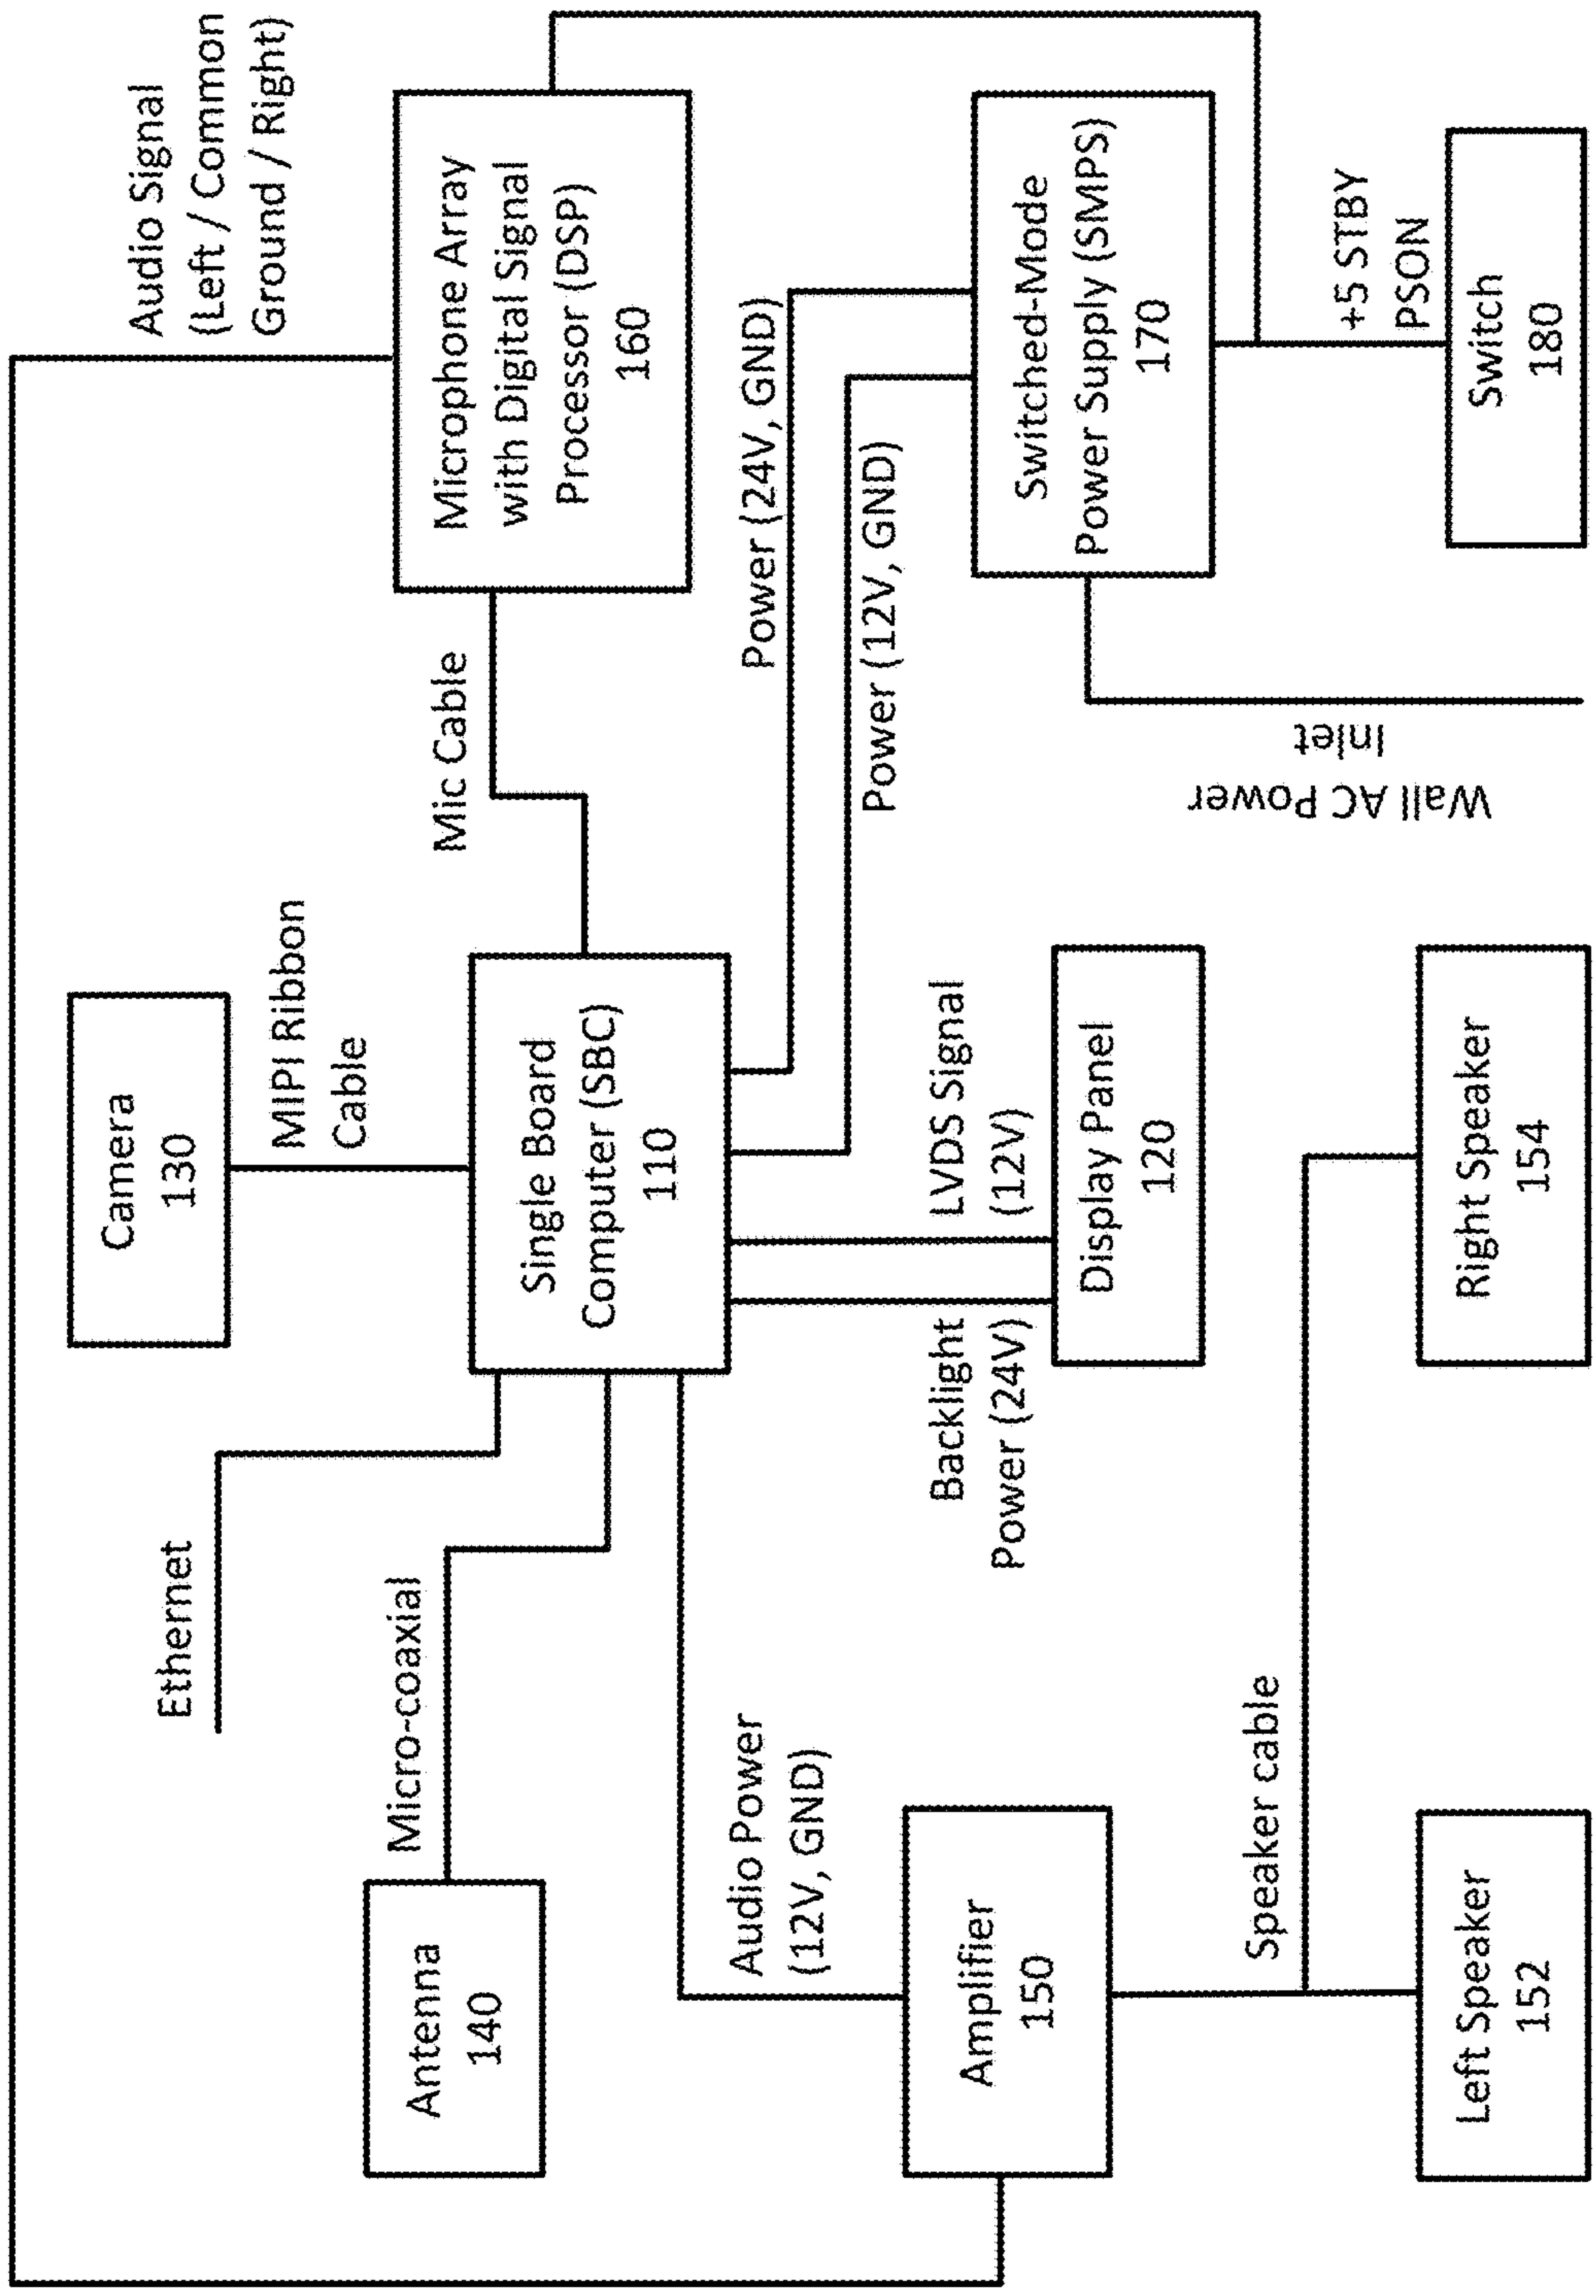 Audio Signal
(Left / Common
Ground / Right)
Camera
130
MIPI Ribbon
Cable
Ethernet
Micro-coaxial
Antenna
140
Single Board
Computer (SBC)
110
Mic Cable
Microphone Array
with Digital Signal
Processor (DSP)
160
Audio Power
(12V, GND)
Power (24V, GND)
Power (12V, GND)
Amplifier
150
Backlight
Power (24V)
LVDS Signal
(12V)
Display Panel
120
Switched-Mode
Power Supply (SMPS)
170
Wall AC Power
Inlet
+5 STBY
PSON
Speaker cable
Left Speaker
152
Right Speaker
154
Switch
180